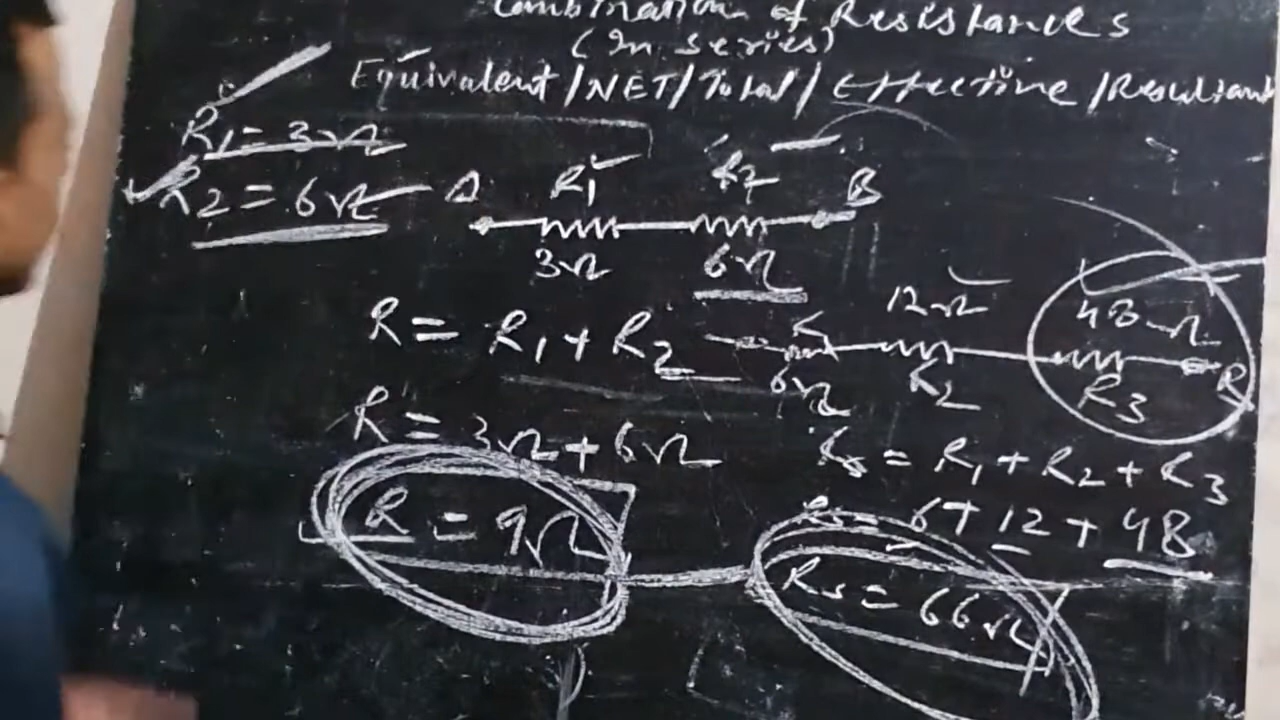 Combination of Resistances
(In series)
Equivalent/NET/Total/Effective/Resultant
R1 = 3Ω
R2 = 6Ω
A R1 R2 B
3Ω 6Ω
R = R1 + R2
R = 3Ω + 6Ω
R = 9Ω
12Ω 48Ω
6Ω R2 R3 B
Rs = R1 + R2 + R3
Rs = 6 + 12 + 48
Rs = 66Ω